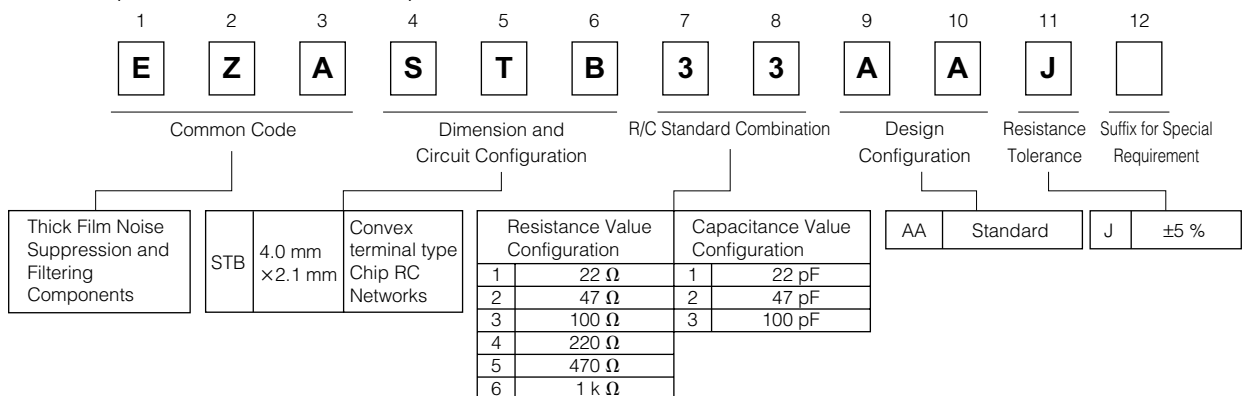 1 2 3 4 5 6 7 8 9 10 11 12
E Z A S T B 3 3 A A J
Common Code
Dimension and
Circuit Configuration
R/C Standard Combination
Design
Configuration
Resistance
Tolerance
Suffix for Special
Requirement
Thick Film Noise
Suppression and
Filtering
Components
STB
4.0 mm
×2.1 mm
Convex
terminal type
Chip RC
Networks
Resistance Value
Configuration
1 22 Ω
2 47 Ω
3 100 Ω
4 220 Ω
5 470 Ω
6 1 k Ω
Capacitance Value
Configuration
1 22 pF
2 47 pF
3 100 pF
AA Standard
J ±5 %